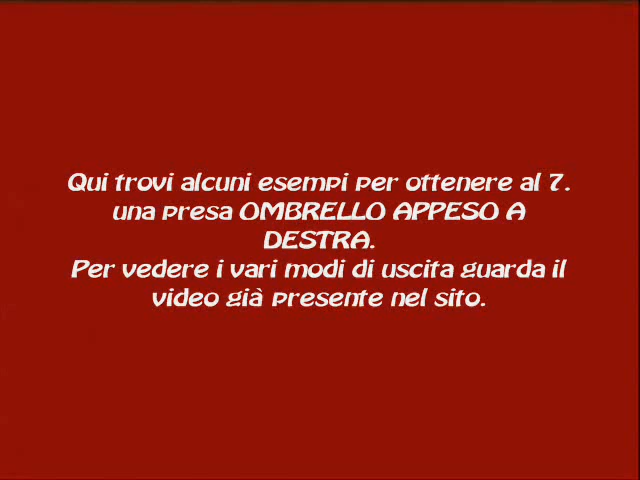 Qui trovi alcuni esempi per ottenere al 7.
una presa OMBRELLO APPESO A
DESTRA.
Per vedere i vari modi di uscita guarda il
video già presente nel sito.